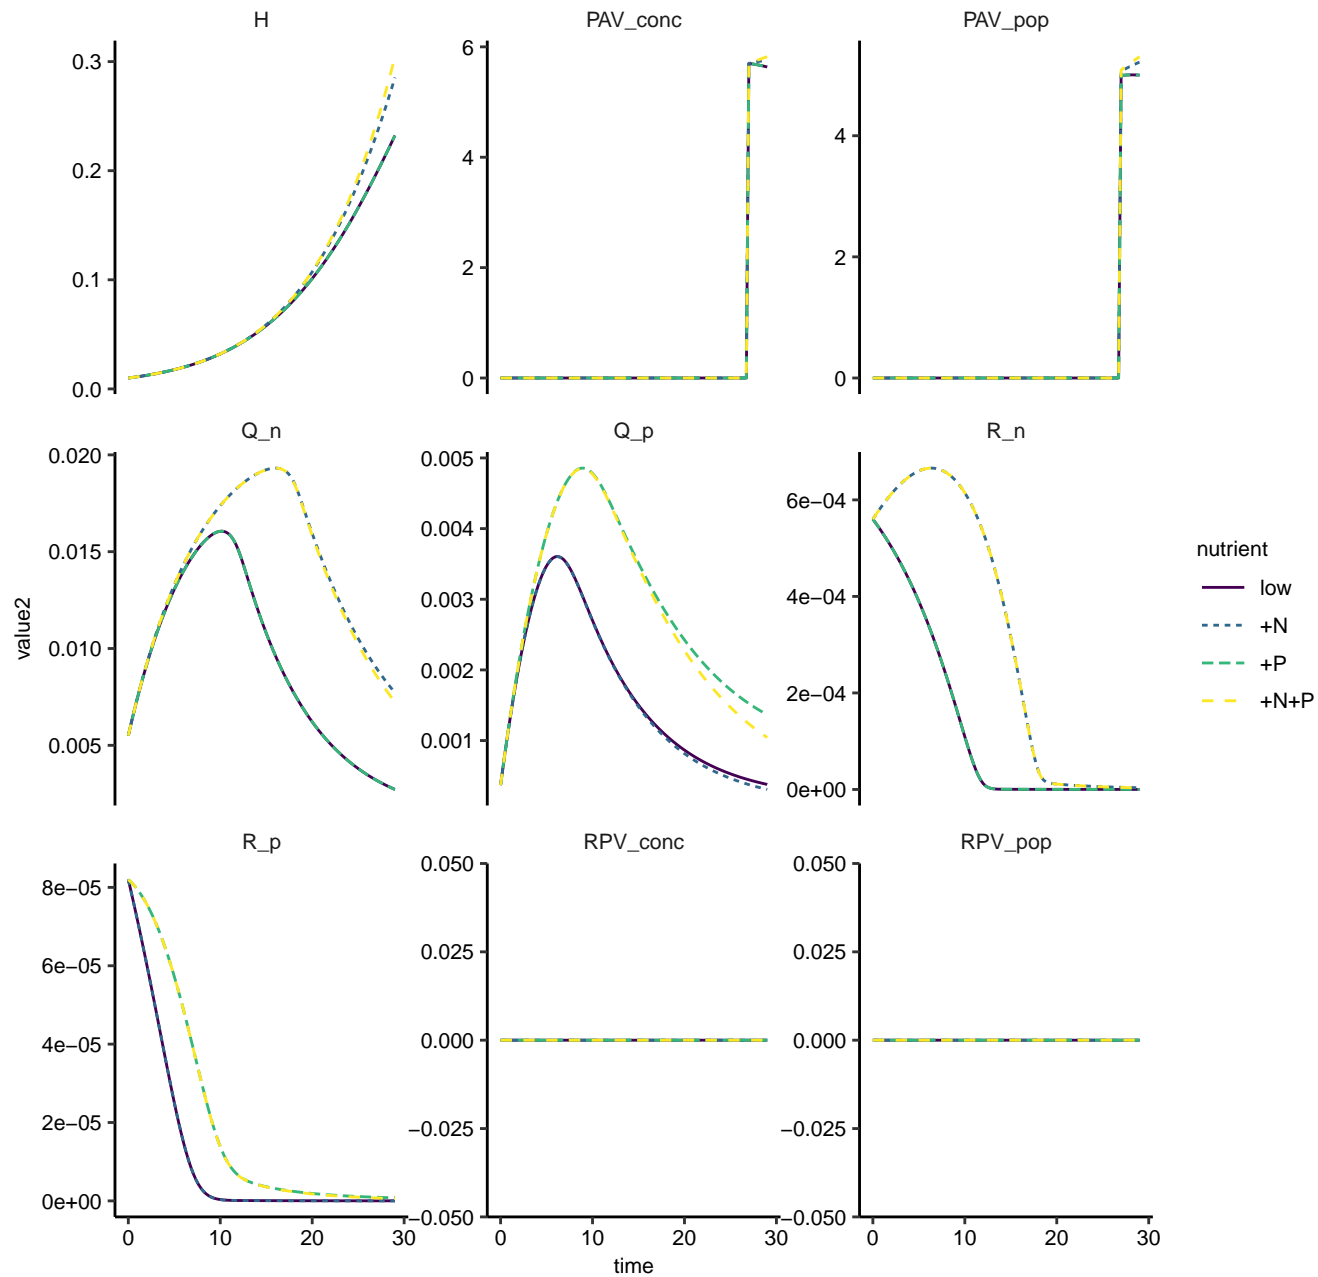 H
PAV_conc
PAV_pop
0.3
0.2
0.1
0.0
6
4
2
0
4
2
0
Q_n
Q_p
R_n
0.020
0.015
0.010
0.005
0.005
0.004
0.003
0.002
0.001
6e−04
4e−04
2e−04
0e+00
value2
nutrient
low
+N
+P
+N+P
R_p
RPV_conc
RPV_pop
8e−05
6e−05
4e−05
2e−05
0e+00
0.050
0.025
0.000
−0.025
−0.050
0.050
0.025
0.000
−0.025
−0.050
0 10 20 30
0 10 20 30
0 10 20 30
time